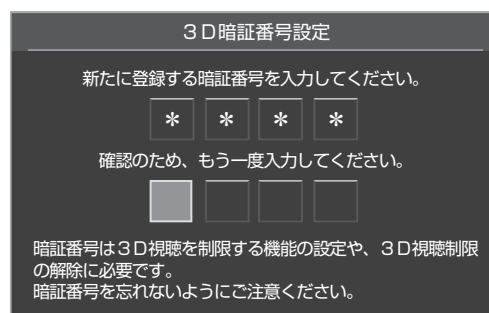 ３Ｄ暗証番号設定
新たに登録する暗証番号を入力してください。
＊ ＊ ＊ ＊
確認のため、もう一度入力してください。
暗証番号は３Ｄ視聴を制限する機能の設定や、３Ｄ視聴制限
の解除に必要です。
暗証番号を忘れないようにご注意ください。